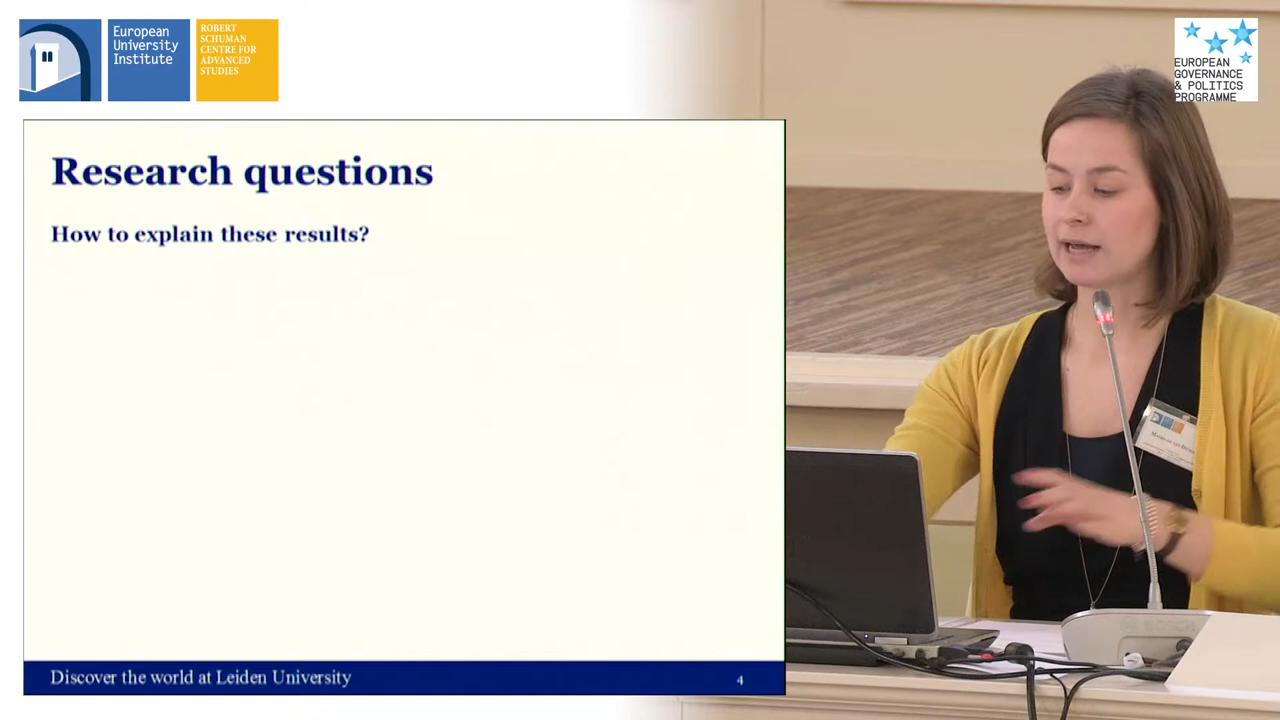 European
University
Institute
ROBERT
SCHUMAN
CENTRE FOR
ADVANCED
STUDIES
EUROPEAN
GOVERNANCE
& POLITICS
PROGRAMME
Research questions
How to explain these results?
Discover the world at Leiden University
4
BOSCH